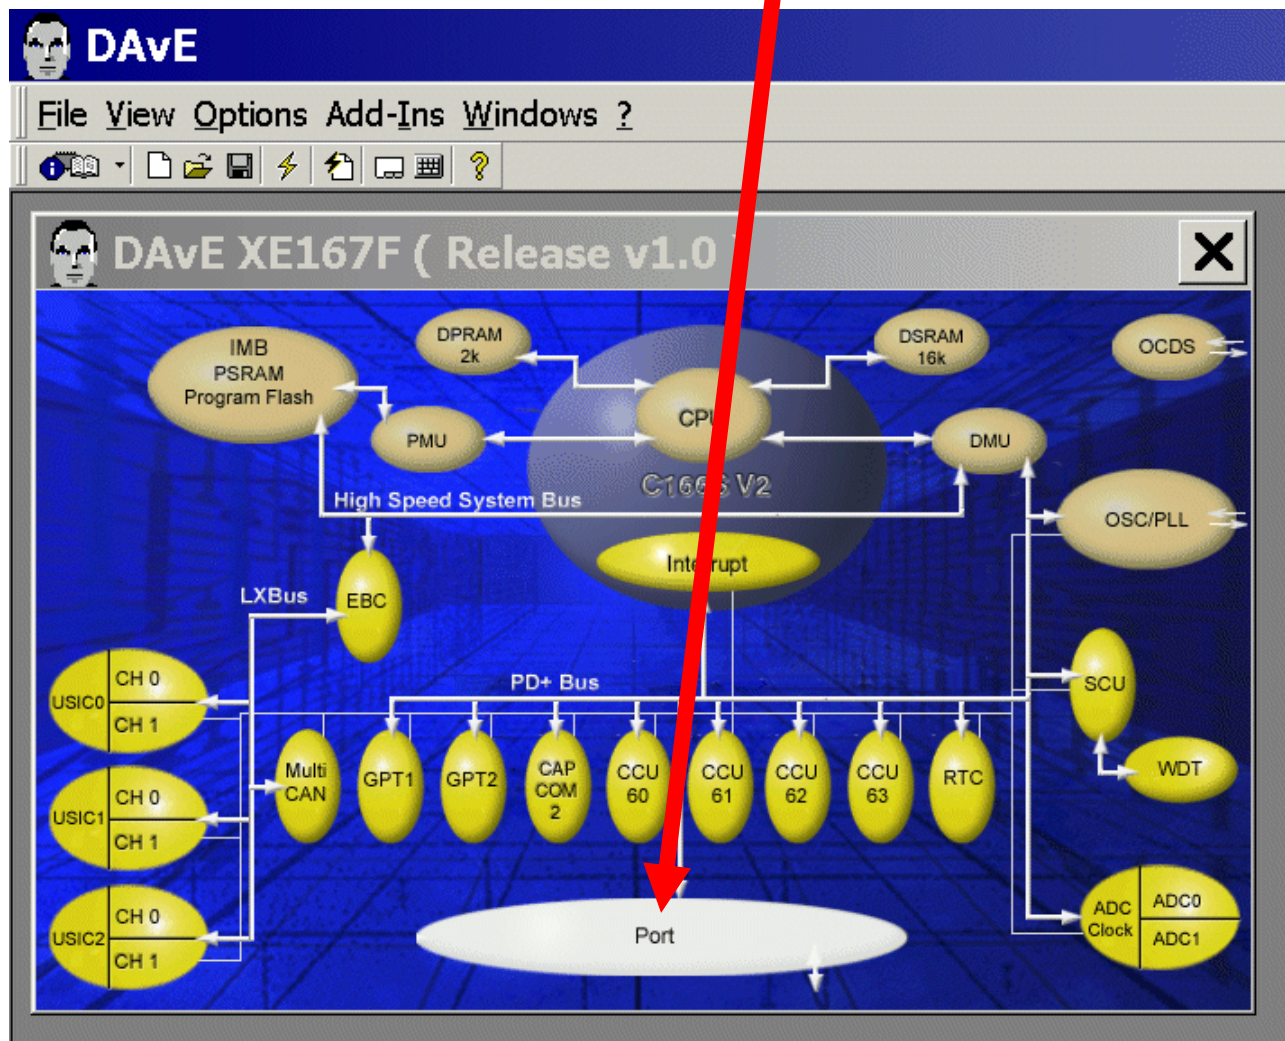 DAvE
File View Options Add-Ins Windows ?
DAvE XE167F ( Release v1.0
IMB
PSRAM
Program Flash
DPRAM
2k
DSRAM
16k
OCDS
CPU
PMU
DMU
C166S V2
High Speed System Bus
OSC/PLL
Interrupt
LXBus
EBC
PD+ Bus
SCU
USIC0
CH 0
CH 1
Multi
CAN
GPT1
GPT2
CAP
COM
2
CCU
60
CCU
61
CCU
62
CCU
63
RTC
WDT
USIC1
CH 0
CH 1
USIC2
CH 0
CH 1
Port
ADC
Clock
ADC0
ADC1